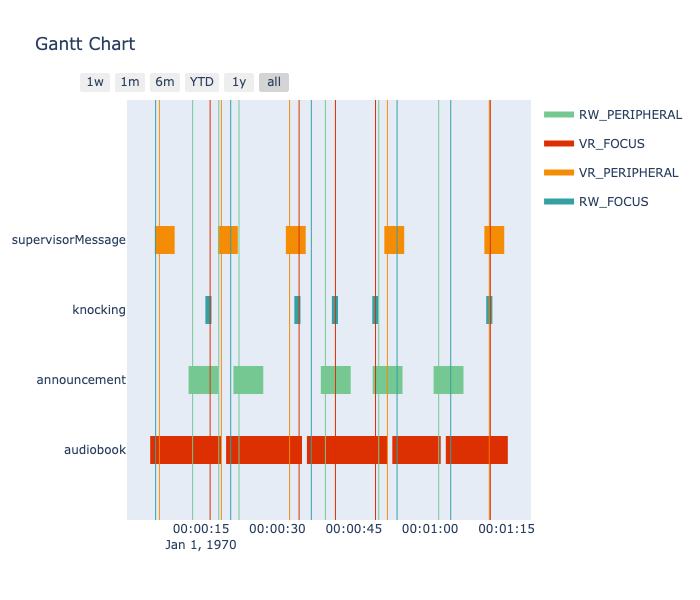 Gantt Chart
1w 1m 6m YTD 1y all
RW_PERIPHERAL
VR_FOCUS
VR_PERIPHERAL
RW_FOCUS
supervisorMessage
knocking
announcement
audiobook
00:00:15 00:00:30 00:00:45 00:01:00 00:01:15
Jan 1, 1970